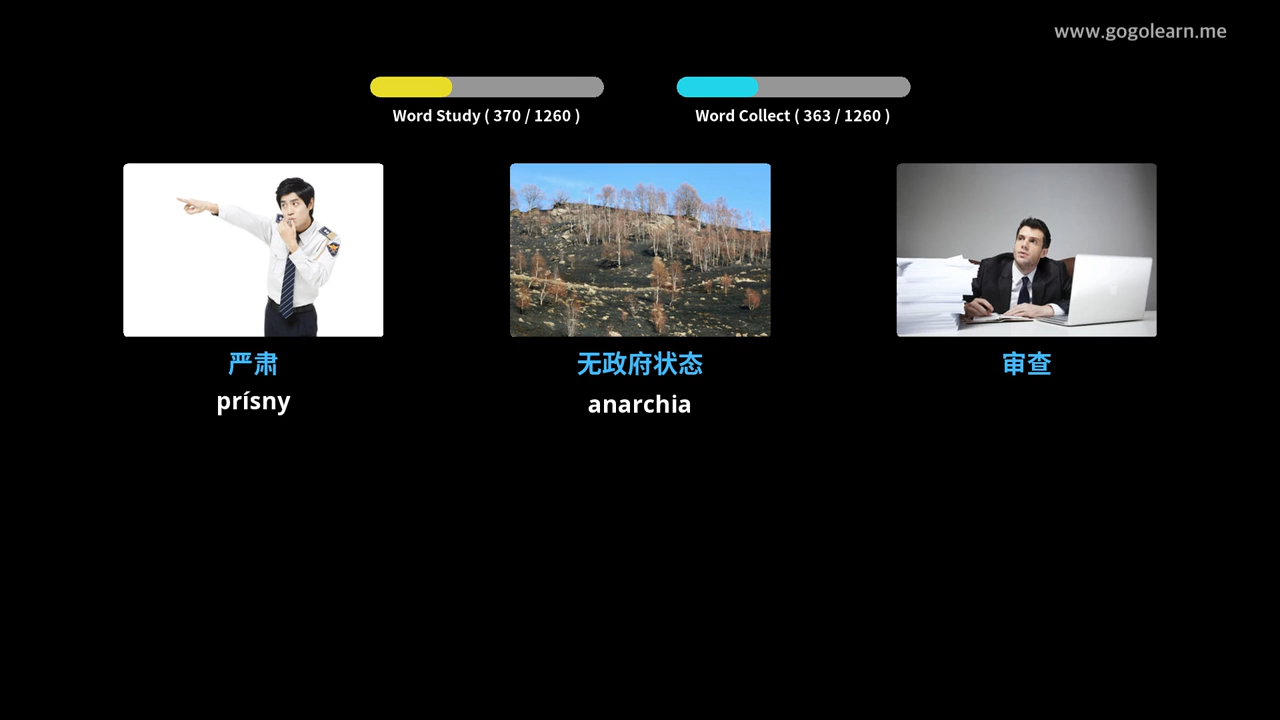 www.gogolearn.me
Word Study ( 370 / 1260 )
Word Collect ( 363 / 1260 )
严肃
prísny
无政府状态
anarchia
审查